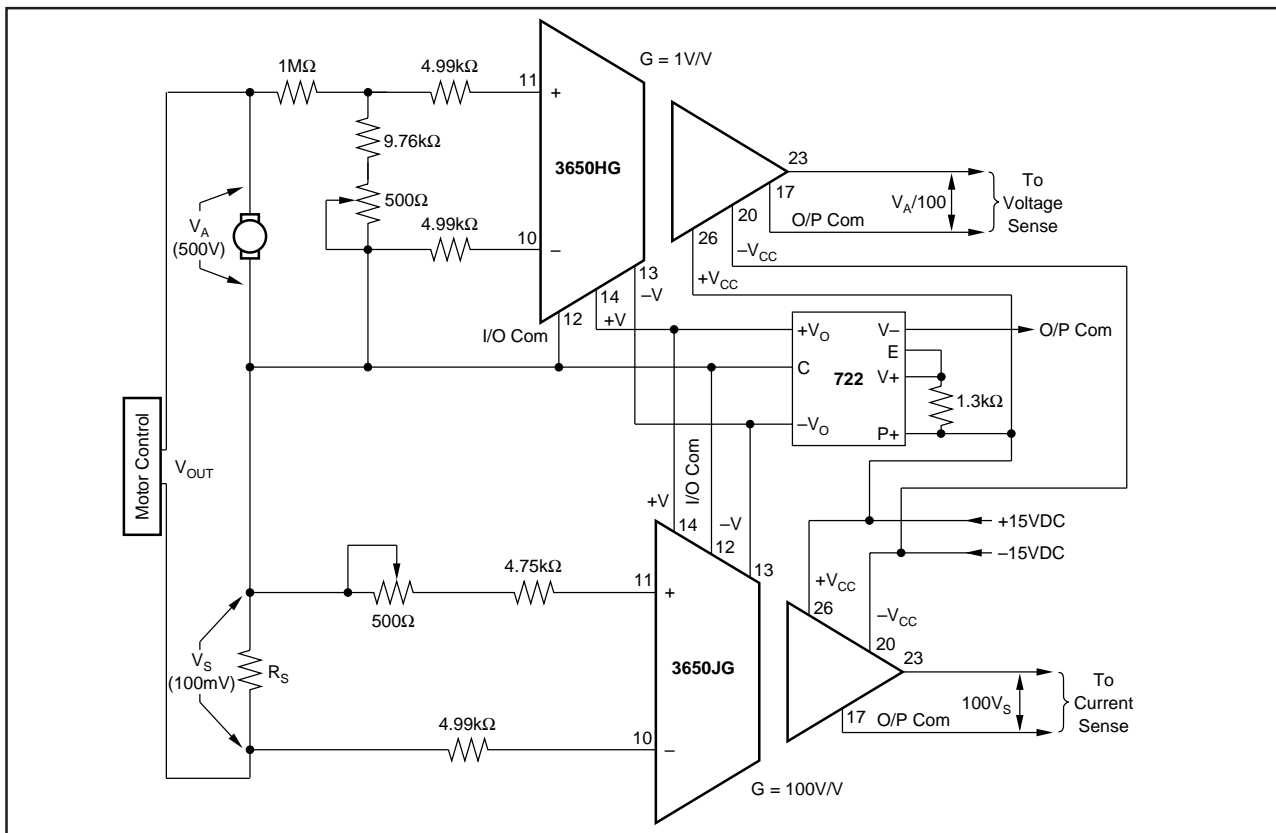 G = 1V/V
1MΩ
4.99kΩ
11
+
9.76kΩ
3650HG
23
500Ω
17
To
Voltage
Sense
V_A/100
V_A
(500V)
4.99kΩ
10
–
20
O/P Com
26
–V_CC
+V_CC
13
–V
14
+V
12
I/O Com
+V_O
V–
O/P Com
E
C
722
V+
1.3kΩ
–V_O
P+
Motor Control
V_OUT
I/O Com
+V
–V
14
12
13
+15VDC
–15VDC
4.75kΩ
11
+
500Ω
+V_CC
26
–V_CC
20
V_S
(100mV)
R_S
3650JG
23
To
Current
Sense
100V_S
17
O/P Com
4.99kΩ
10
–
G = 100V/V